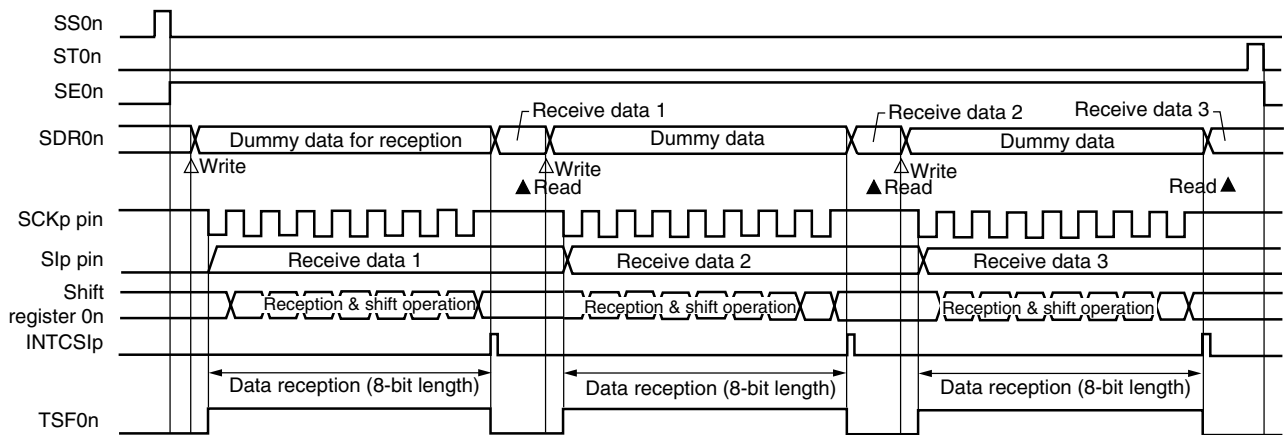 SS0n
ST0n
SE0n
Receive data 1
Receive data 2
Receive data 3
SDR0n
Dummy data for reception
Dummy data
Dummy data
Write
Write
Write
Read
Read
Read
SCKp pin
SIp pin
Receive data 1
Receive data 2
Receive data 3
Shift
register 0n
Reception & shift operation
Reception & shift operation
Reception & shift operation
INTCSIp
Data reception (8-bit length)
Data reception (8-bit length)
Data reception (8-bit length)
TSF0n